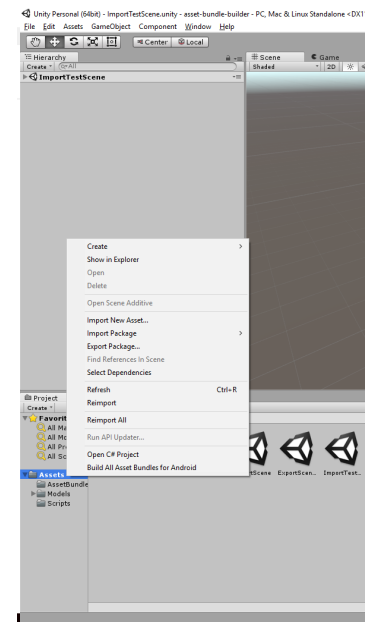 Unity Personal (64bit) - ImportTestScene.unity - asset-bundle-builder - PC, Mac & Linux Standalone <DX1
File Edit Assets GameObject Component Window Help
Center Local
Hierarchy
Create All
ImportTestScene
Scene Game
Shaded 2D
Create
Show in Explorer
Open
Delete
Open Scene Additive
Import New Asset...
Import Package
Export Package...
Find References In Scene
Select Dependencies
Refresh Ctrl+R
Reimport
Reimport All
Run API Updater...
Open C# Project
Build All Asset Bundles for Android
Project
Create
Favorit
All Ma
All Mo
All Pr
All Sc
Assets
AssetBundle
Models
Scripts
tScene ExportScen... ImportTest...